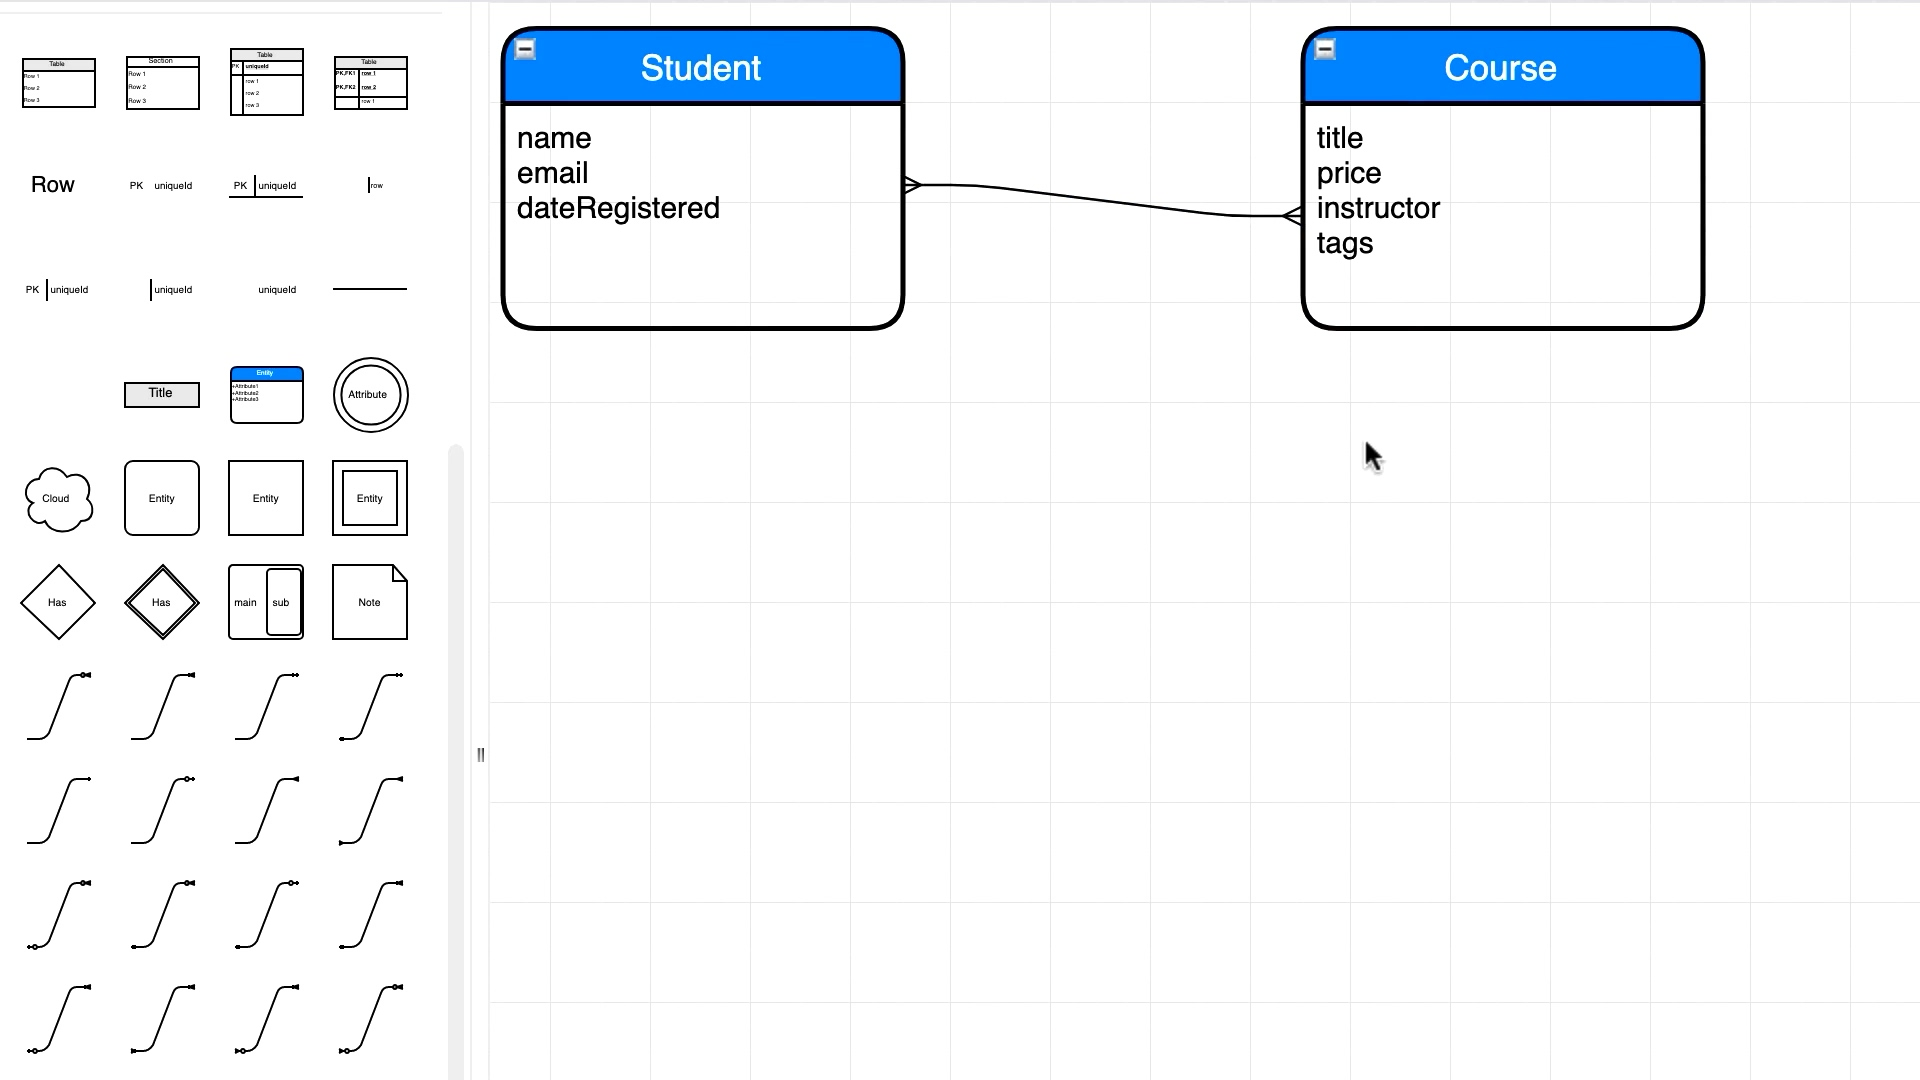 Table
Row 1
Row 2
Row 3
Section
Row 1
Row 2
Row 3
Table
PK uniqueId
row 1
row 2
row 3
Table
PK,FK1 row 1
PK,FK2 row 2
row 1
Row
PK uniqueId
PK uniqueId
row
PK uniqueId
uniqueId
uniqueId
Title
Entity
+Attribute1
+Attribute2
+Attribute3
Attribute
Cloud
Entity
Entity
Entity
Has
Has
main sub
Note
Student
name
email
dateRegistered
Course
title
price
instructor
tags